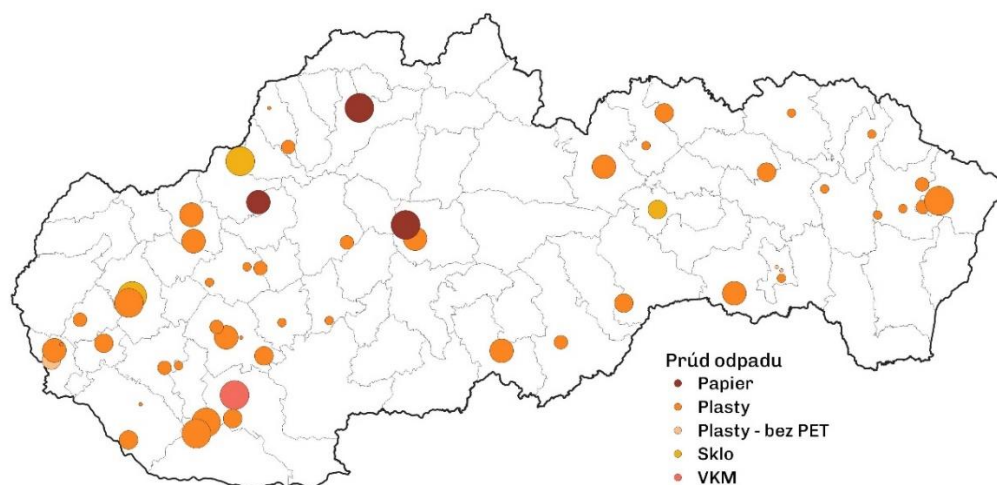 Prúd odpadu
Papier
Plasty
Plasty - bez PET
Sklo
VKM